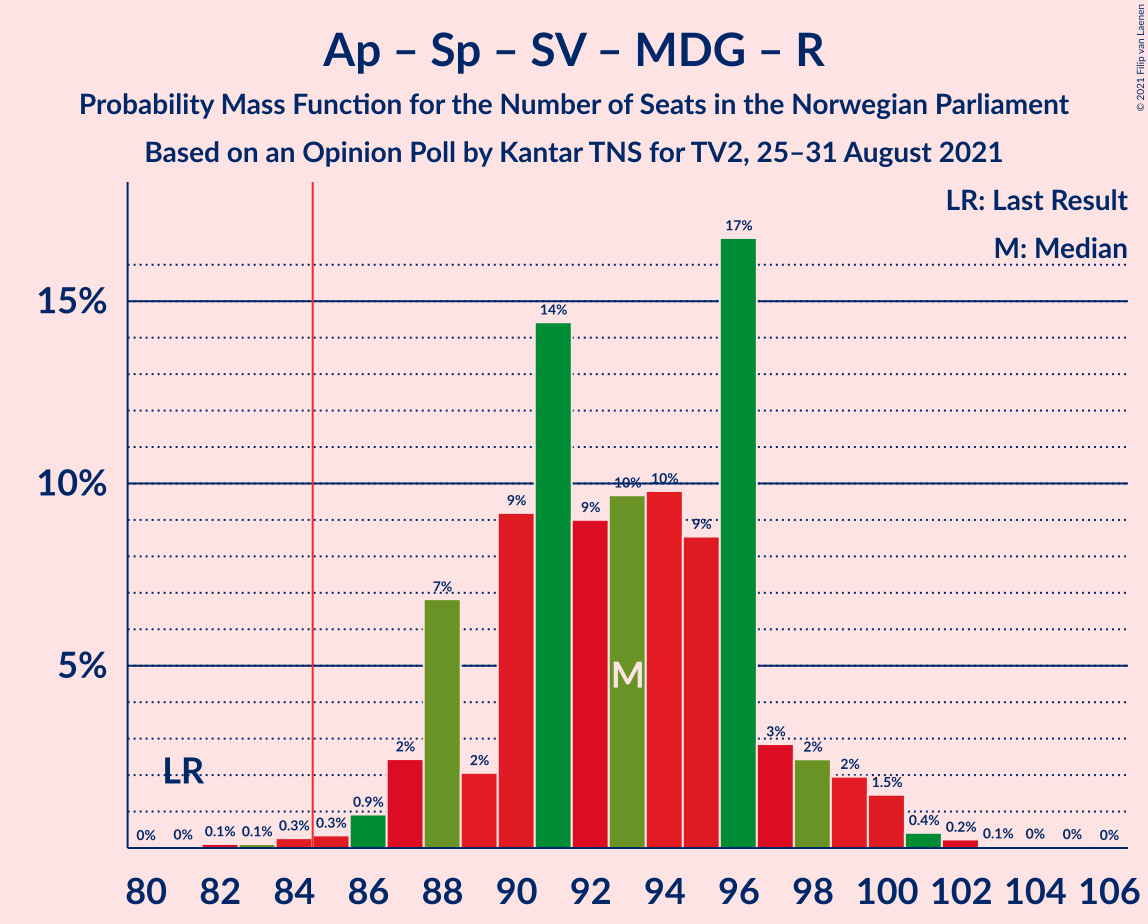 Ap – Sp – SV – MDG – R
Probability Mass Function for the Number of Seats in the Norwegian Parliament
Based on an Opinion Poll by Kantar TNS for TV2, 25–31 August 2021
© 2021 Filip van Laenen
LR: Last Result
M: Median
15%
10%
5%
0% 0% 0.1% 0.1% 0.3% 0.3% 0.9% 2% 7% 2% 9% 14% 9% 10% 10% 9% 17% 3% 2% 2% 1.5% 0.4% 0.2% 0.1% 0% 0% 0%
LR
M
80 82 84 86 88 90 92 94 96 98 100 102 104 106